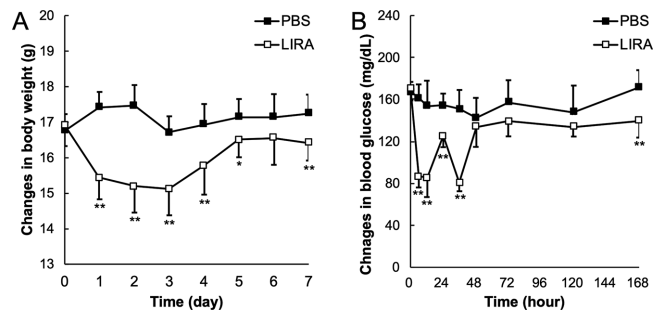 A
PBS
LIRA
Changes in body weight (g)
20
19
18
17
16
15
14
13
**
**
**
**
*
**
0 1 2 3 4 5 6 7
Time (day)
B
PBS
LIRA
Chnages in blood glucose (mg/dL)
240
200
160
120
80
40
0
**
**
**
**
**
0 24 48 72 96 120 144 168
Time (hour)